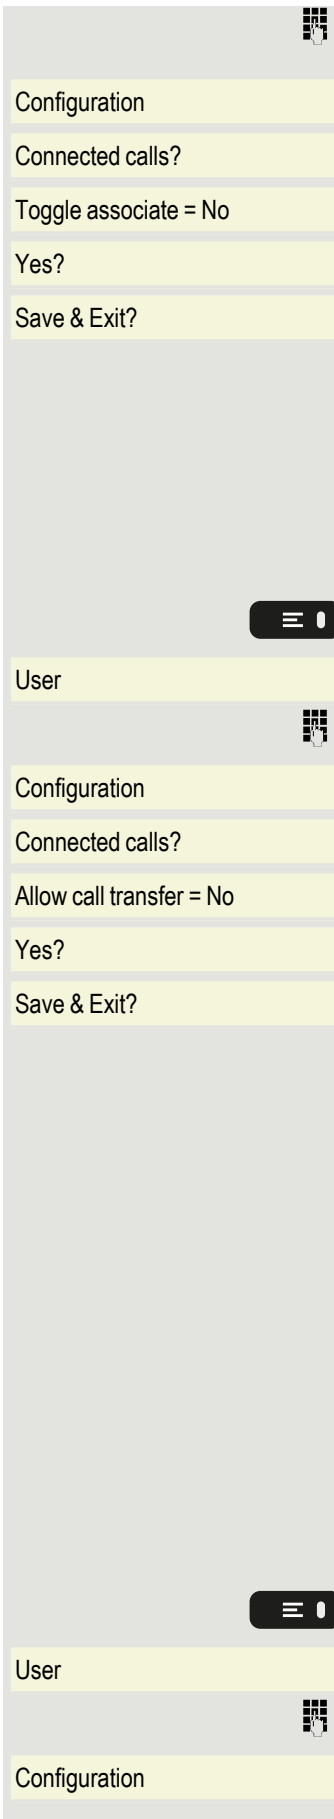 Configuration
Connected calls?
Toggle associate = No
Yes?
Save & Exit?
User
Configuration
Connected calls?
Allow call transfer = No
Yes?
Save & Exit?
User
Configuration